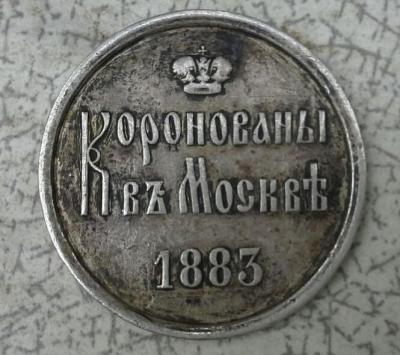 Коронованы
въ Москвѣ
1883